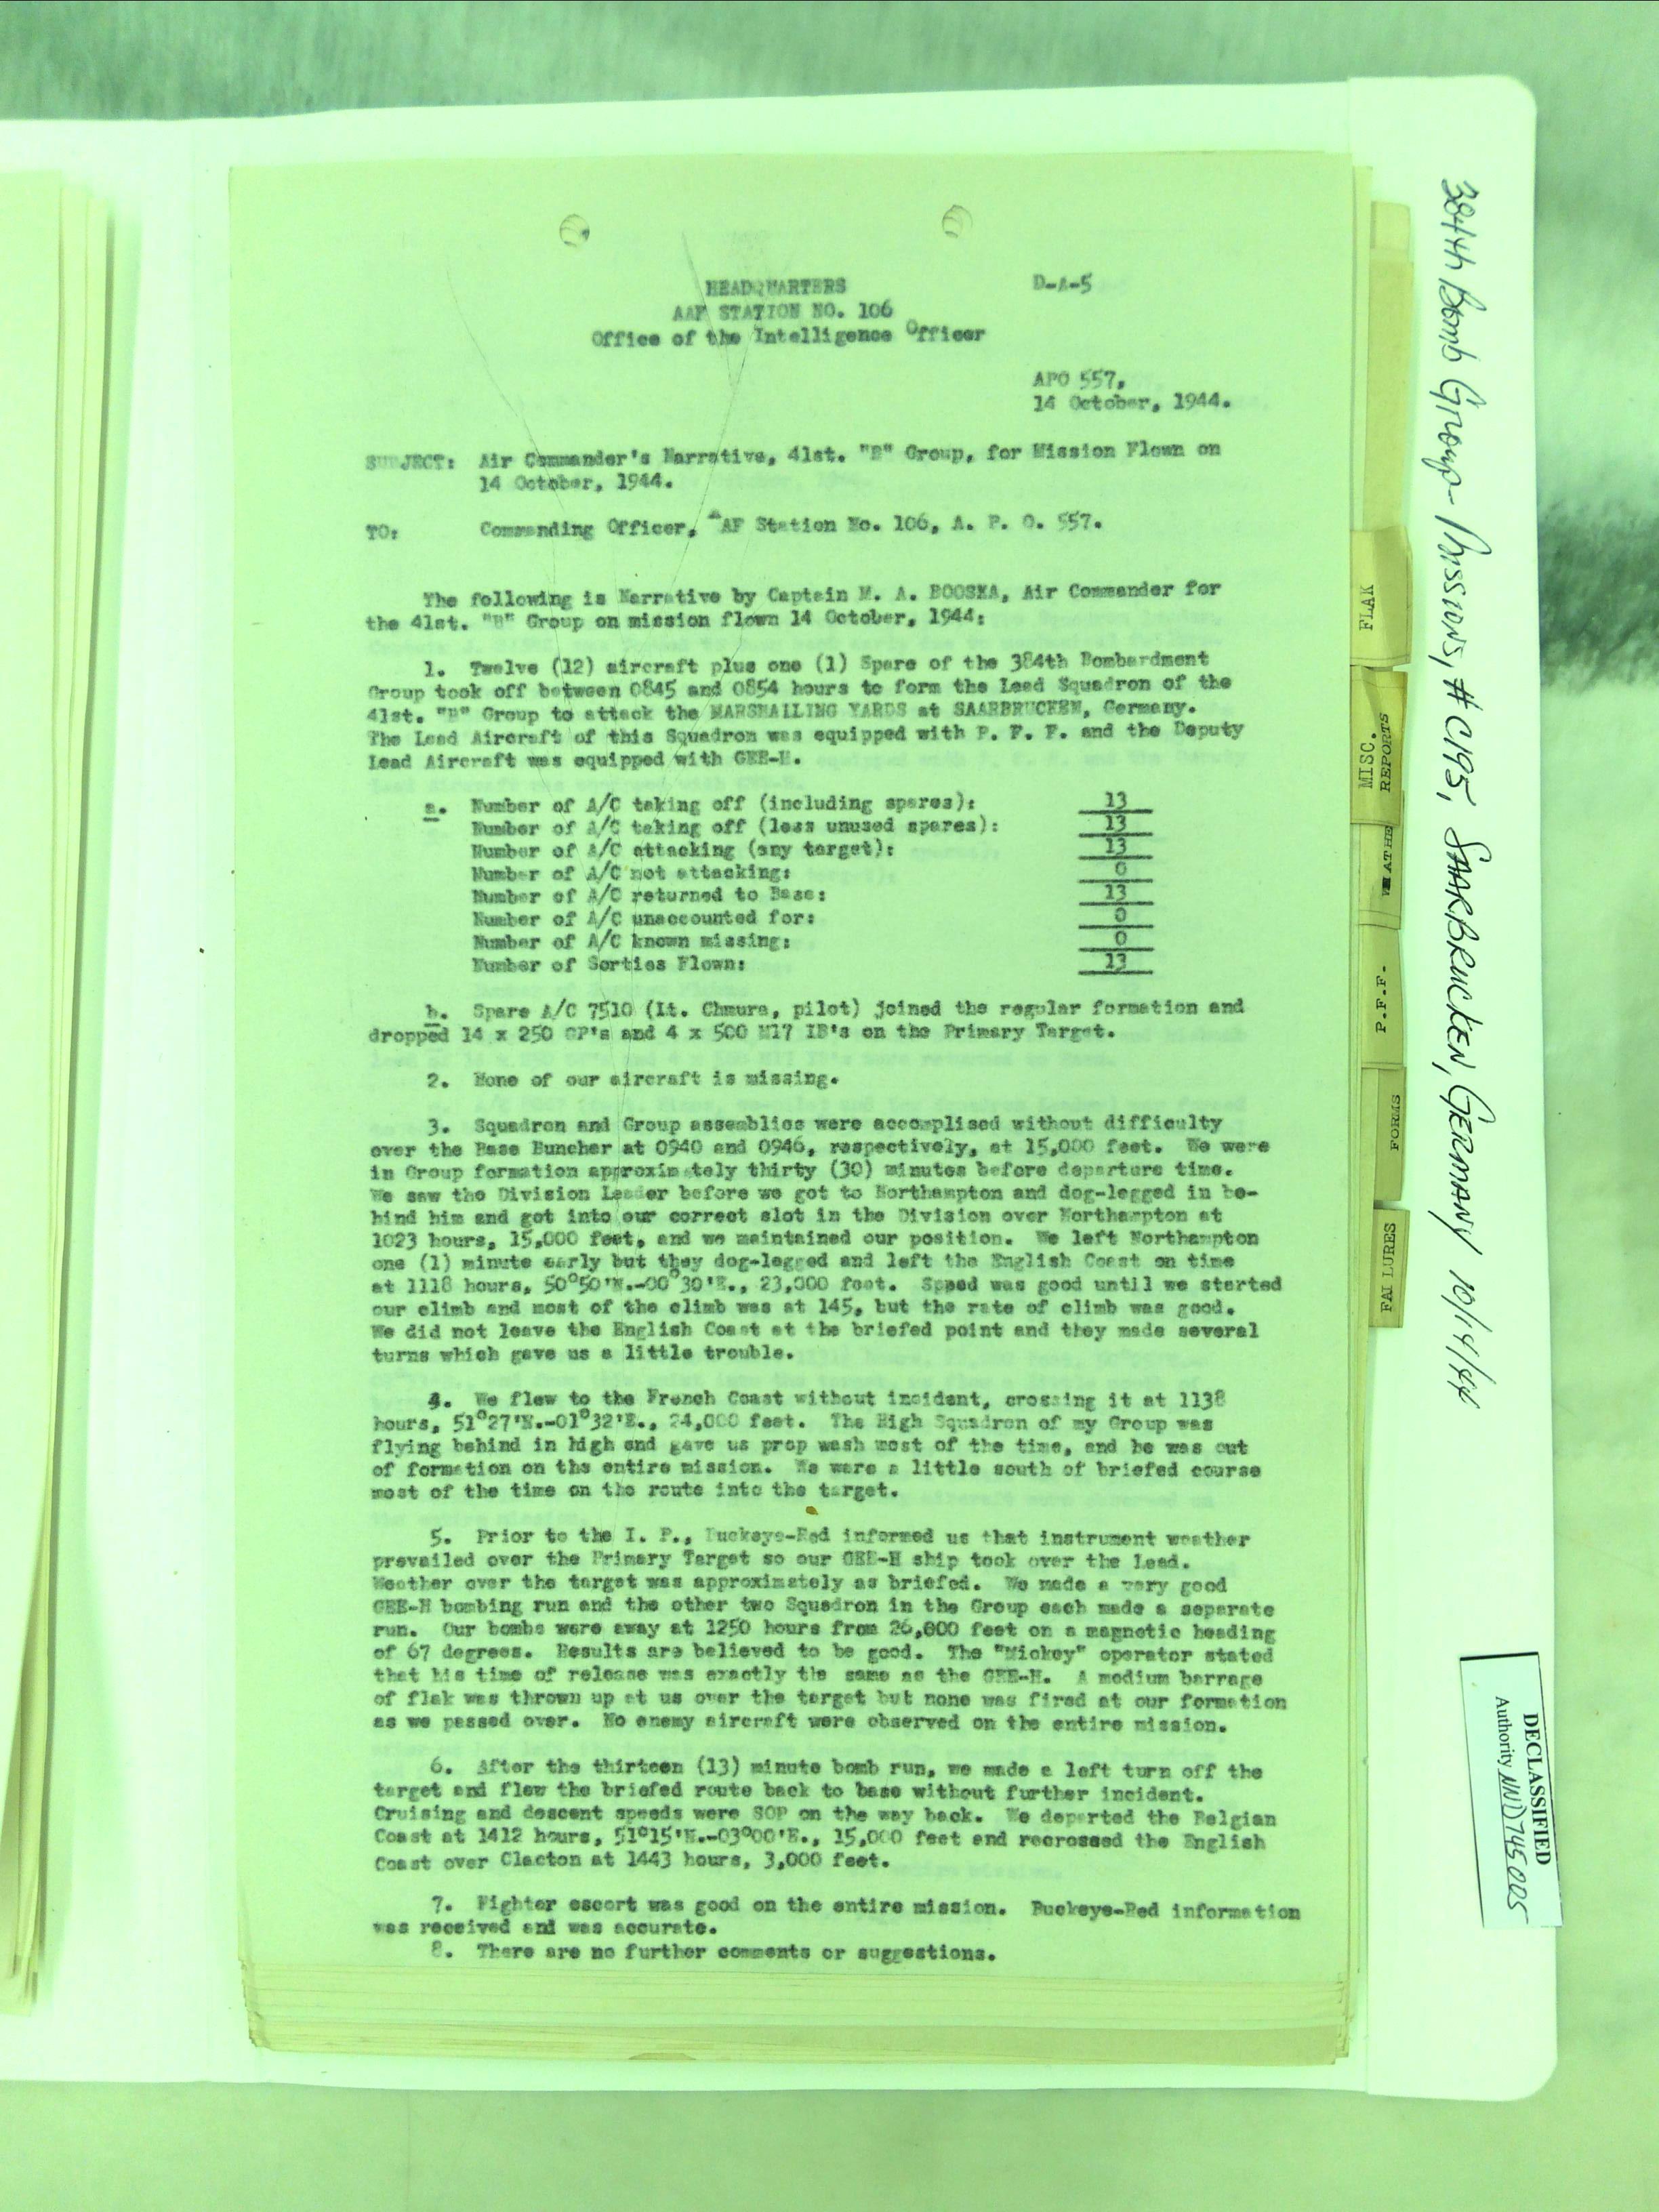 HEADQUARTERS
D-A-5
AAF STATION NO. 106
Office of the Intelligence Officer
APO 557,
14 October, 1944.
SUBJECT: Air Commander's Narrative, 41st. "B" Group, for Mission Flown on
14 October, 1944.
TO: Commanding Officer, AAF Station No. 106, A. P. O. 557.
The following is Narrative by Captain M. A. BOOSKA, Air Commander for
the 41st. "B" Group on mission flown 14 October, 1944:
1. Twelve (12) aircraft plus one (1) Spare of the 384th Bombardment
Group took off between 0845 and 0854 hours to form the Lead Squadron of the
41st. "B" Group to attack the MARSHALLING YARDS at SAARBRUCKEN, Germany.
The Lead Aircraft of this Squadron was equipped with P. F. F. and the Deputy
Lead Aircraft was equipped with GEE-H.
a. Number of A/C taking off (including spares): 13
Number of A/C taking off (less unused spares): 13
Number of A/C attacking (any target): 13
Number of A/C not attacking: 0
Number of A/C returned to Base: 13
Number of A/C unaccounted for: 0
Number of A/C known missing: 0
Number of Sorties Flown: 13
b. Spare A/C 7510 (Lt. Chmura, pilot) joined the regular formation and
dropped 14 x 250 GP's and 4 x 500 M17 IB's on the Primary Target.
2. None of our aircraft is missing.
3. Squadron and Group assemblies were accomplised without difficulty
over the Base Buncher at 0940 and 0946, respectively, at 15,000 feet. We were
in Group formation approximately thirty (30) minutes before departure time.
We saw the Division Leader before we got to Northampton and dog-legged in be-
hind him and got into our correct slot in the Division over Northampton at
1023 hours, 15,000 feet, and we maintained our position. We left Northampton
one (1) minute early but they dog-legged and left the English Coast on time
at 1118 hours, 50°50'N.-00°30'E., 23,000 feet. Speed was good until we started
our climb and most of the climb was at 145, but the rate of climb was good.
We did not leave the English Coast at the briefed point and they made several
turns which gave us a little trouble.
4. We flew to the French Coast without incident, crossing it at 1138
hours, 51°27'N.-01°32'E., 24,000 feet. The High Squadron of my Group was
flying behind in high and gave us prop wash most of the time, and he was out
of formation on the entire mission. We were a little south of briefed course
most of the time on the route into the target.
5. Prior to the I. P., Buckeye-Red informed us that instrument weather
prevailed over the Primary Target so our GEE-H ship took over the Lead.
Weather over the target was approximately as briefed. We made a very good
GEE-H bombing run and the other two Squadron in the Group each made a separate
run. Our bombs were away at 1250 hours from 26,000 feet on a magnetic heading
of 67 degrees. Results are believed to be good. The "Mickey" operator stated
that his time of release was exactly the same as the GEE-H. A medium barrage
of flak was thrown up at us over the target but none was fired at our formation
as we passed over. No enemy aircraft were observed on the entire mission.
6. After the thirteen (13) minute bomb run, we made a left turn off the
target and flew the briefed route back to base without further incident.
Cruising and descent speeds were SOP on the way back. We departed the Belgian
Coast at 1412 hours, 51°15'N.-03°00'E., 15,000 feet and recrossed the English
Coast over Clacton at 1443 hours, 3,000 feet.
7. Fighter escort was good on the entire mission. Buckeye-Red information
was received and was accurate.
8. There are no further comments or suggestions.
FLAK
MISC.
REPORTS
WEATHE
P.F.F.
FORMS
FAILURES
384th Bomb Group- Missions, #C195, SAARBRUCKEN, GERMANY 10/14/44
DECLASSIFIED
Authority NND745005